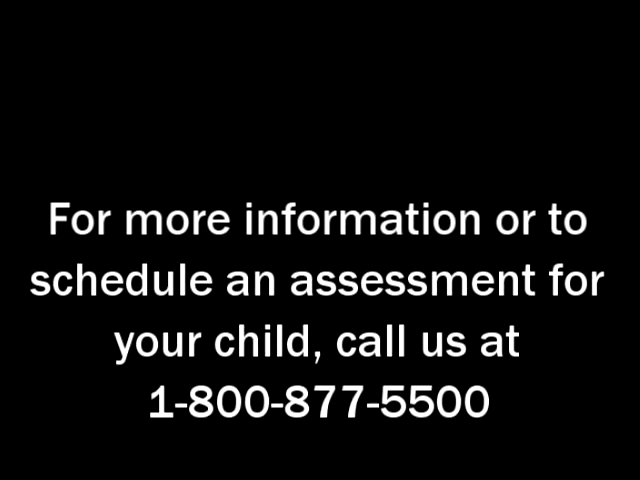 For more information or to
schedule an assessment for
your child, call us at
1-800-877-5500